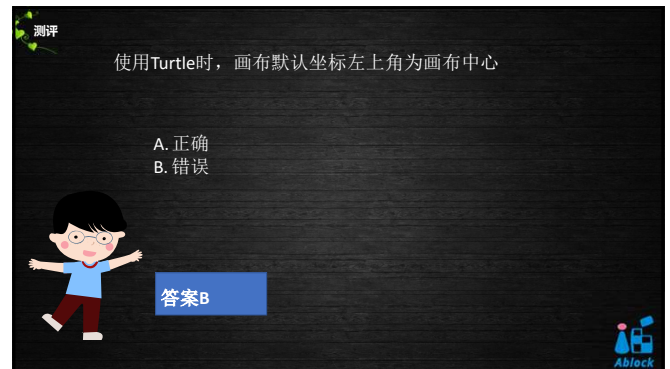 测评
使用Turtle时，画布默认坐标左上角为画布中心
A. 正确
B. 错误
答案B
Ablock